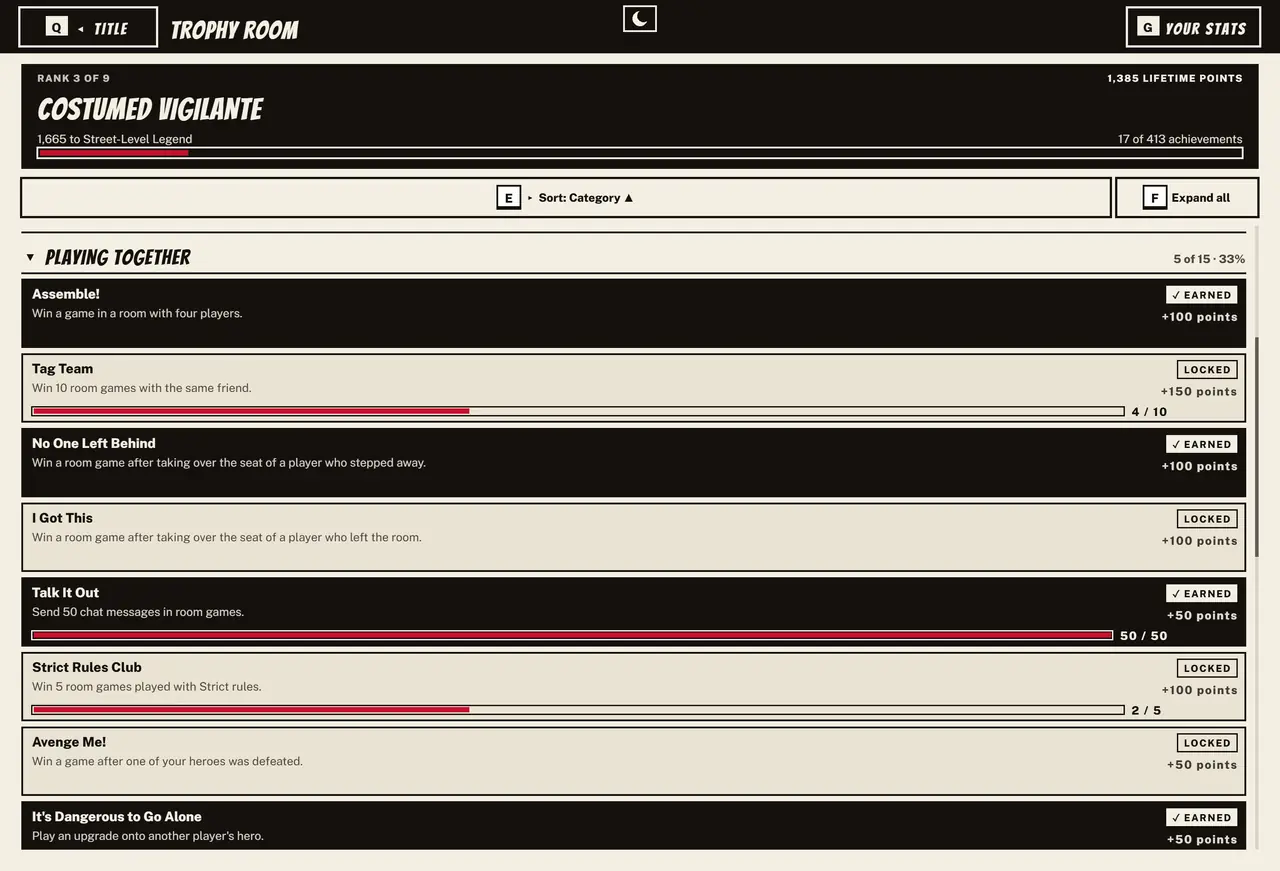 Q ◂ TITLE
TROPHY ROOM
G YOUR STATS
RANK 3 OF 9
1,385 LIFETIME POINTS
COSTUMED VIGILANTE
1,665 to Street-Level Legend
17 of 413 achievements
E ▸ Sort: Category ▲
F Expand all
▼ PLAYING TOGETHER
5 of 15 · 33%
Assemble!
✓ EARNED
Win a game in a room with four players.
+100 points
Tag Team
LOCKED
Win 10 room games with the same friend.
+150 points
4 / 10
No One Left Behind
✓ EARNED
Win a room game after taking over the seat of a player who stepped away.
+100 points
I Got This
LOCKED
Win a room game after taking over the seat of a player who left the room.
+100 points
Talk It Out
✓ EARNED
Send 50 chat messages in room games.
+50 points
50 / 50
Strict Rules Club
LOCKED
Win 5 room games played with Strict rules.
+100 points
2 / 5
Avenge Me!
LOCKED
Win a game after one of your heroes was defeated.
+50 points
It's Dangerous to Go Alone
✓ EARNED
Play an upgrade onto another player's hero.
+50 points